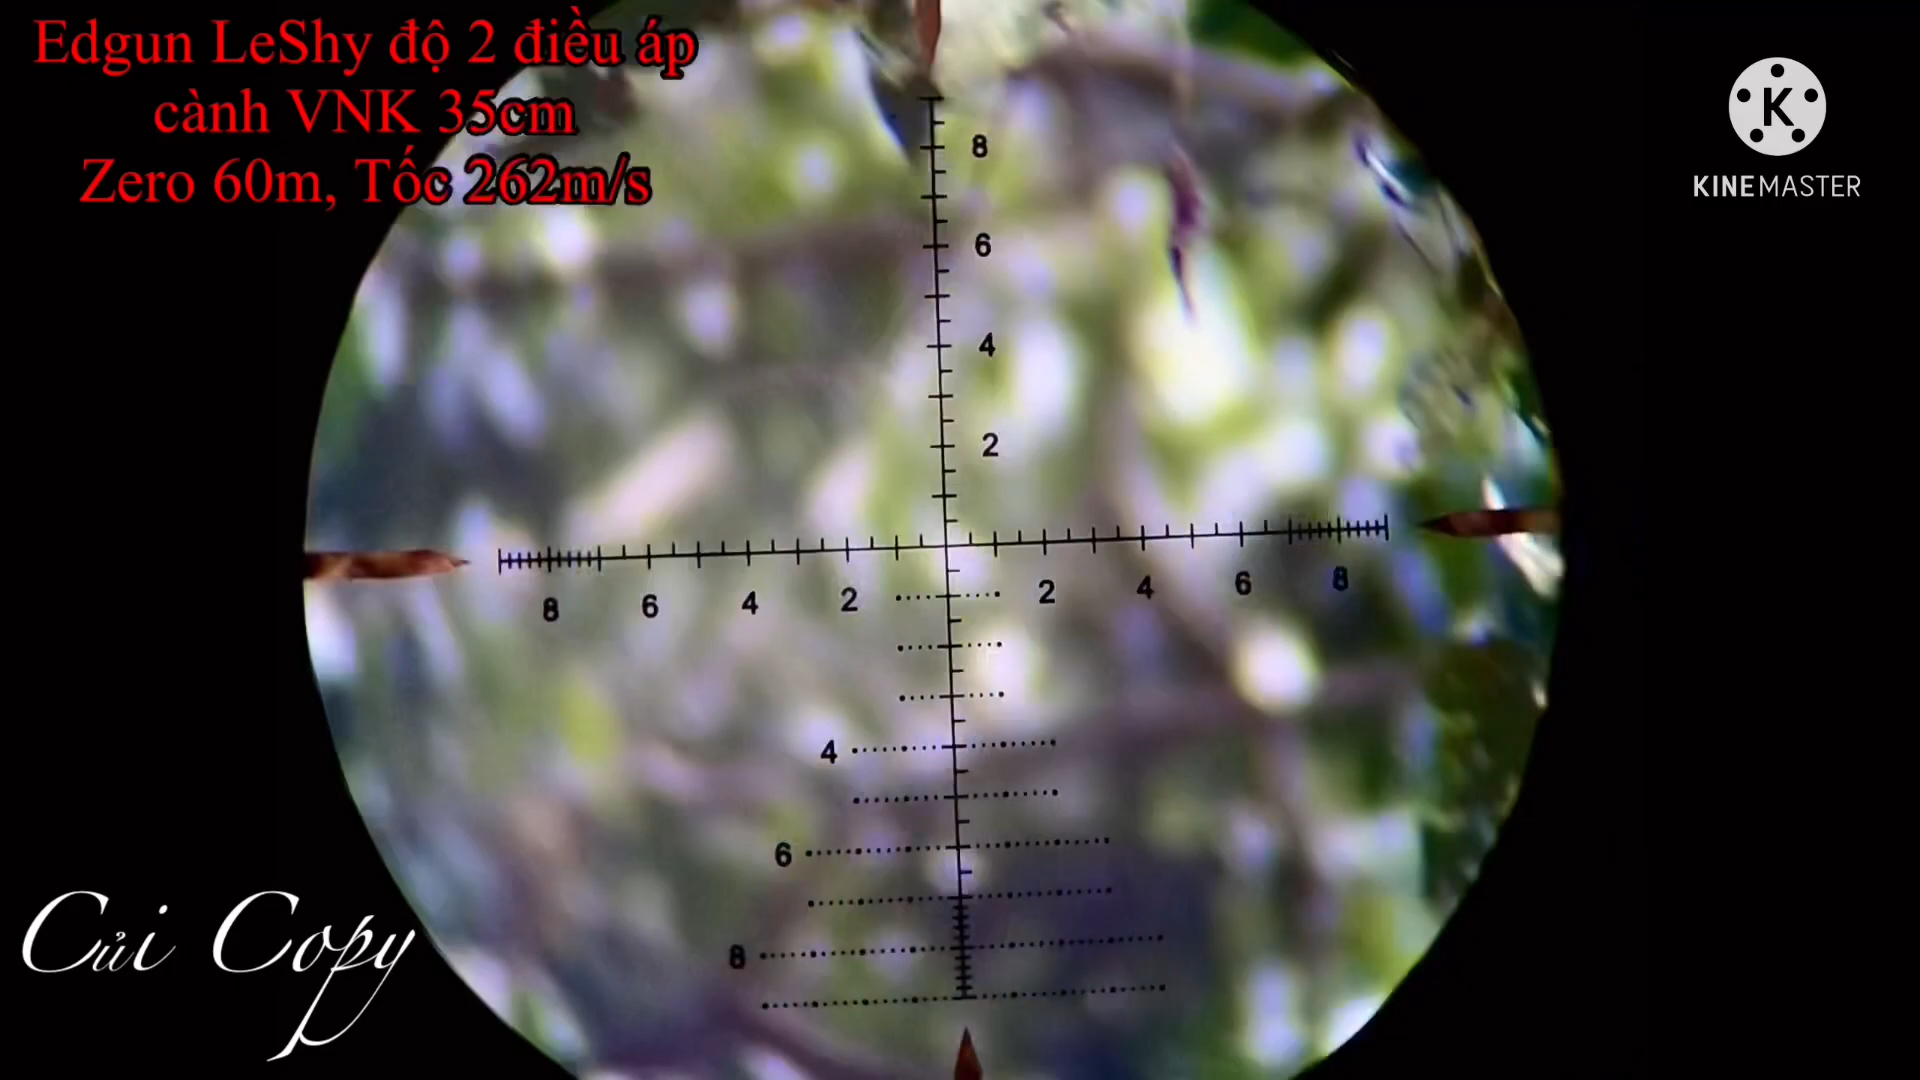 Edgun LeShy độ 2 điều áp
cành VNK 35cm
Zero 60m, Tốc 262m/s
KINEMASTER
8
6
4
2
8 6 4 2 2 4 6 8
4
6
8
Củi Copy